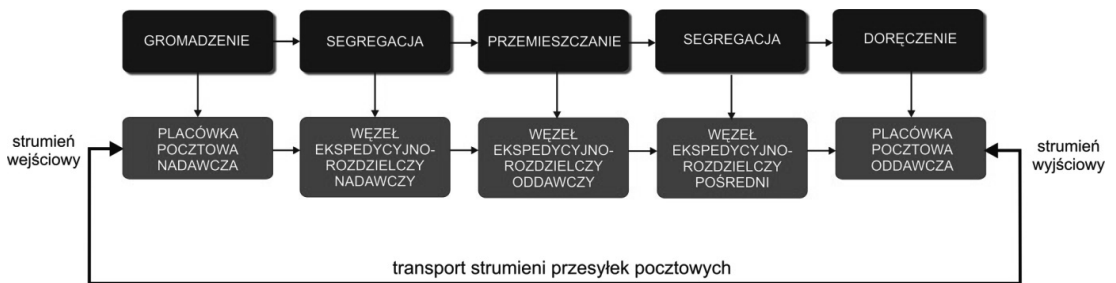 GROMADZENIE
SEGREGACJA
PRZEMIESZCZANIE
SEGREGACJA
DORĘCZENIE
strumień
wejściowy
PLACÓWKA
POCZTOWA
NADAWCZA
WĘZEŁ
EKSPEDYCYJNO-
ROZDZIELCZY
NADAWCZY
WĘZEŁ
EKSPEDYCYJNO-
ROZDZIELCZY
ODDAWCZY
WĘZEŁ
EKSPEDYCYJNO-
ROZDZIELCZY
POŚREDNI
PLACÓWKA
POCZTOWA
ODDAWCZA
strumień
wyjściowy
transport strumieni przesyłek pocztowych